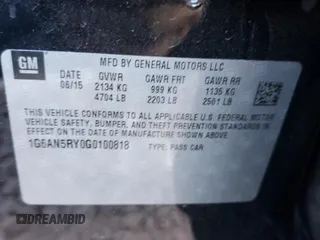 GM
MFD BY GENERAL MOTORS LLC
DATE GVWR GAWR FRT GAWR RR
06/15 2134 KG 999 KG 1135 KG
4704 LB 2203 LB 2501 LB
THIS VEHICLE CONFORMS TO ALL APPLICABLE U.S. FEDERAL MOTOR
VEHICLE SAFETY, BUMPER, AND THEFT PREVENTION STANDARDS IN
EFFECT ON THE DATE OF MANUFACTURE SHOWN ABOVE.
1G6AN5RY0G0100818 TYPE: PASS CAR